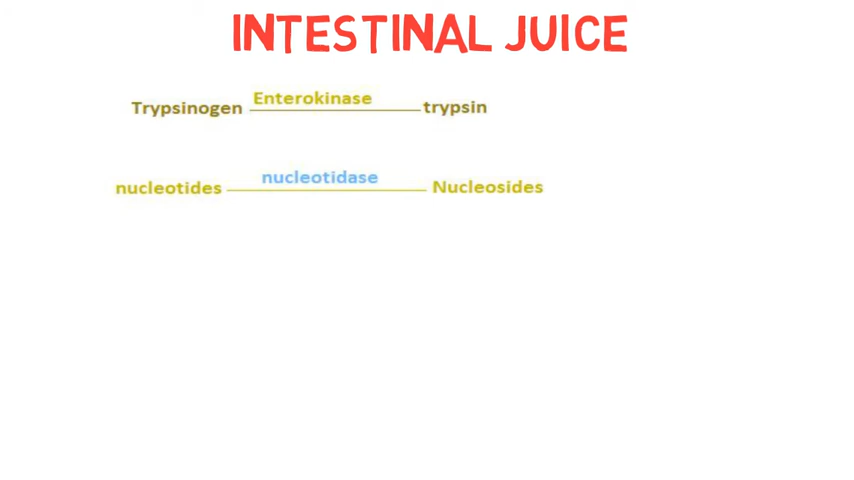 INTESTINAL JUICE
Enterokinase
Trypsinogen trypsin
nucleotidase
nucleotides Nucleosides